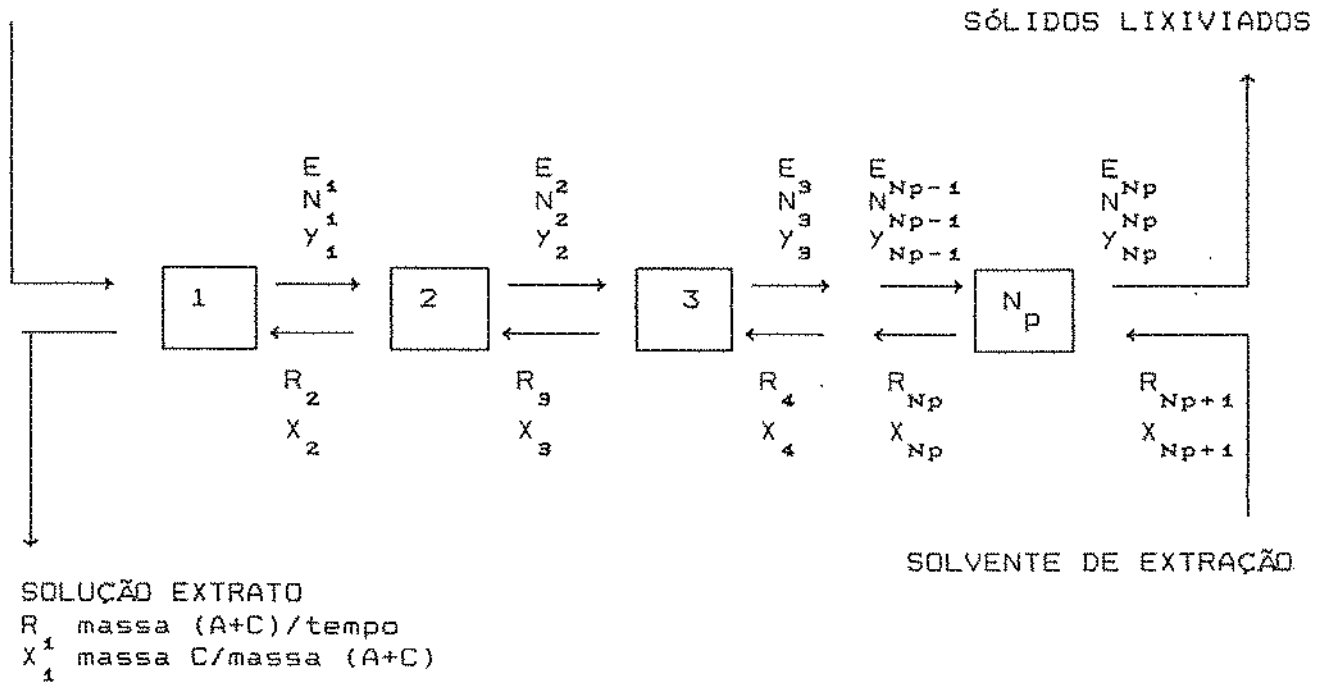 SÓLIDOS LIXIVIADOS
E1 E2 E3 ENp-1 ENp
N1 N2 N3 NNp-1 NNp
Y1 Y2 Y3 YNp-1 YNp
1 2 3 Np
R2 R3 R4 RNp RNp+1
X2 X3 X4 XNp XNp+1
SOLVENTE DE EXTRAÇÃO
SOLUÇÃO EXTRATO
R1 massa (A+C)/tempo
X1 massa C/massa (A+C)